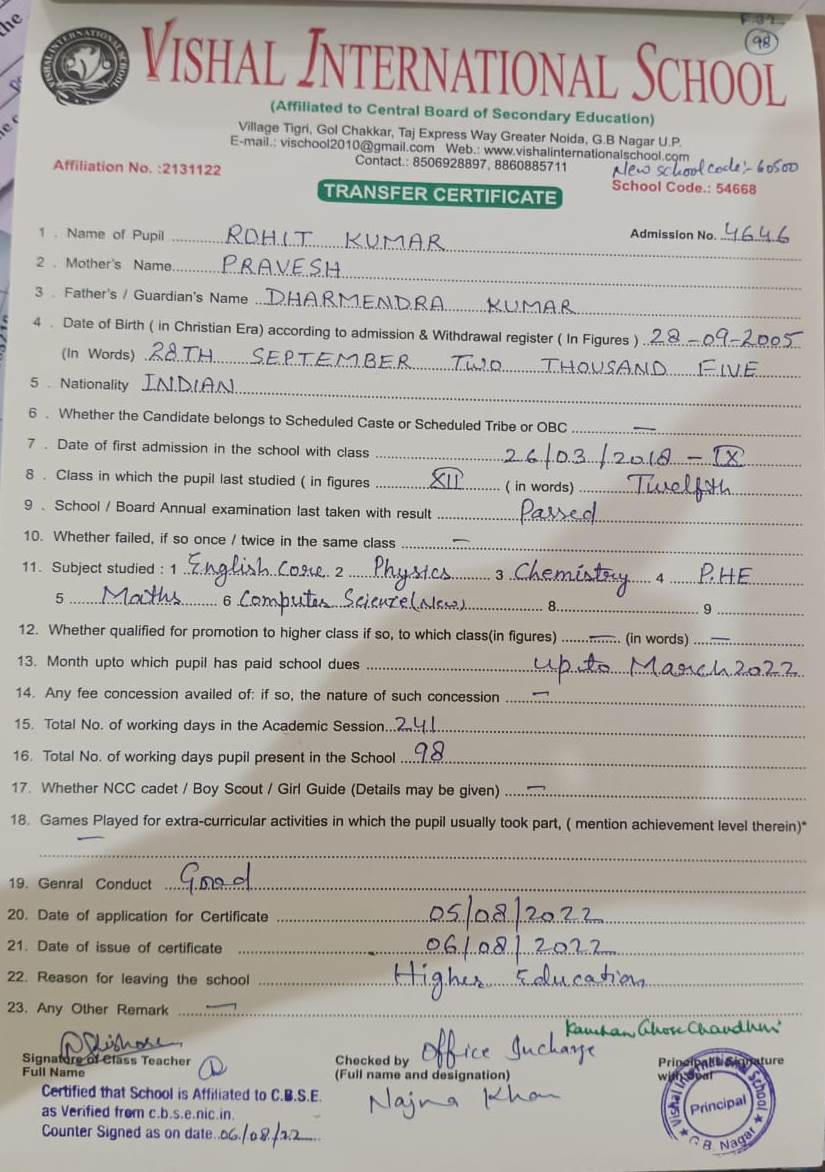 F.32
98
VISHAL INTERNATIONAL SCHOOL
(Affiliated to Central Board of Secondary Education)
Village Tigri, Gol Chakkar, Taj Express Way Greater Noida, G.B Nagar U.P.
E-mail.: vischool2010@gmail.com Web.: www.vishalinternationalschool.com
Contact.: 8506928897, 8860885711
New school code:- 60500
Affiliation No. :2131122 School Code.: 54668
TRANSFER CERTIFICATE
1 . Name of Pupil ROHIT KUMAR Admission No. 4646
2 . Mother's Name PRAVESH
3 . Father's / Guardian's Name DHARMENDRA KUMAR
4 . Date of Birth ( in Christian Era) according to admission & Withdrawal register ( In Figures ) 28-09-2005
(In Words) 28TH SEPTEMBER TWO THOUSAND FIVE
5 . Nationality INDIAN
6 . Whether the Candidate belongs to Scheduled Caste or Scheduled Tribe or OBC —
7 . Date of first admission in the school with class 26/03/2018 - IX
8 . Class in which the pupil last studied ( in figures XII ( in words) Twelfth
9 . School / Board Annual examination last taken with result Passed
10. Whether failed, if so once / twice in the same class —
11. Subject studied : 1 English Core 2 Physics 3 Chemistry 4 P.HE
5 Maths 6 Computer Science(New) 8 9
12. Whether qualified for promotion to higher class if so, to which class(in figures) — (in words) —
13. Month upto which pupil has paid school dues up to March 2022
14. Any fee concession availed of: if so, the nature of such concession —
15. Total No. of working days in the Academic Session 241
16. Total No. of working days pupil present in the School 98
17. Whether NCC cadet / Boy Scout / Girl Guide (Details may be given) —
18. Games Played for extra-curricular activities in which the pupil usually took part, ( mention achievement level therein)*
—
19. Genral Conduct Good
20. Date of application for Certificate 05/08/2022
21. Date of issue of certificate 06/08/2022
22. Reason for leaving the school Higher Education
23. Any Other Remark —
Kanchan Ghose Chaudhuri
Signature of Class Teacher Checked by Office Incharge Principal Signature
Full Name (Full name and designation) with seal
Najma Khan
Certified that School is Affiliated to C.B.S.E.
as Verified from c.b.s.e.nic.in.
Counter Signed as on date 06/08/22
Vishal International School
Principal
G.B. Nagar